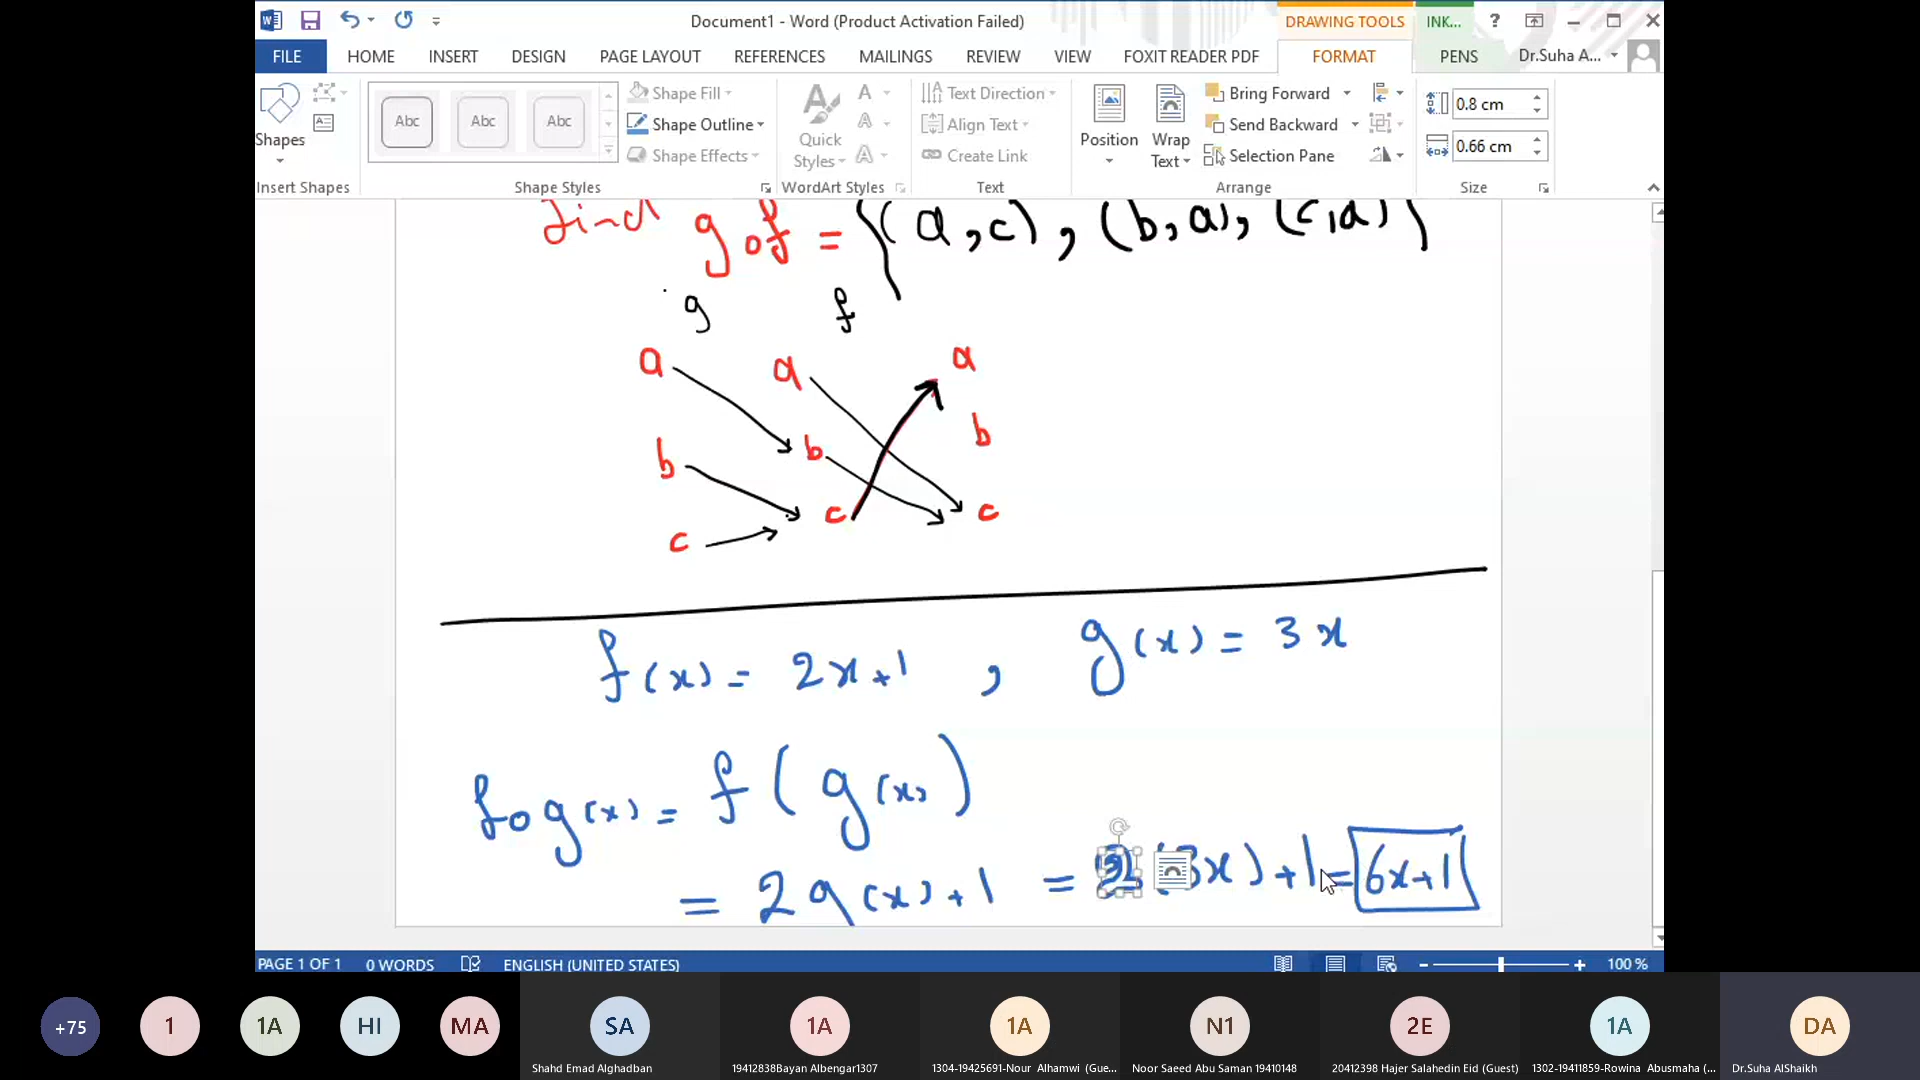 Document1 - Word (Product Activation Failed)
DRAWING TOOLS
INK...
?
FILE
HOME
INSERT
DESIGN
PAGE LAYOUT
REFERENCES
MAILINGS
REVIEW
VIEW
FOXIT READER PDF
FORMAT
PENS
Dr.Suha A...
Shapes
Abc
Abc
Abc
Shape Fill
Shape Outline
Shape Effects
Quick
Styles
Text Direction
Align Text
Create Link
Position
Wrap
Text
Bring Forward
Send Backward
Selection Pane
0.8 cm
0.66 cm
Insert Shapes
Shape Styles
WordArt Styles
Text
Arrange
Size
find gof = {(a,c), (b,a), (c,a)}
g f
a a a
b b b
c c c
f(x) = 2x+1 , g(x) = 3x
fog(x) = f(g(x))
= 2g(x)+1 = 2(3x)+1 = 6x+1
PAGE 1 OF 1
0 WORDS
ENGLISH (UNITED STATES)
100 %
+75
1
1A
HI
MA
SA
1A
1A
N1
2E
1A
DA
Shahd Emad Alghadban
19412838Bayan Albengar1307
1304-19425691-Nour Alhamwi (Gue...
Noor Saeed Abu Saman 19410148
20412398 Hajer Salahedin Eid (Guest)
1302-19411859-Rowina Abusmaha (...
Dr.Suha AlShaikh